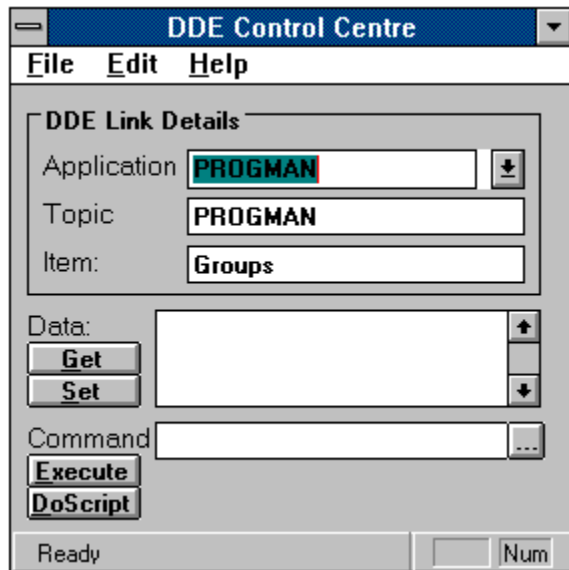 DDE Control Centre
File Edit Help
DDE Link Details
Application PROGMAN
Topic PROGMAN
Item: Groups
Data:
Get
Set
Command ...
Execute
DoScript
Ready Num